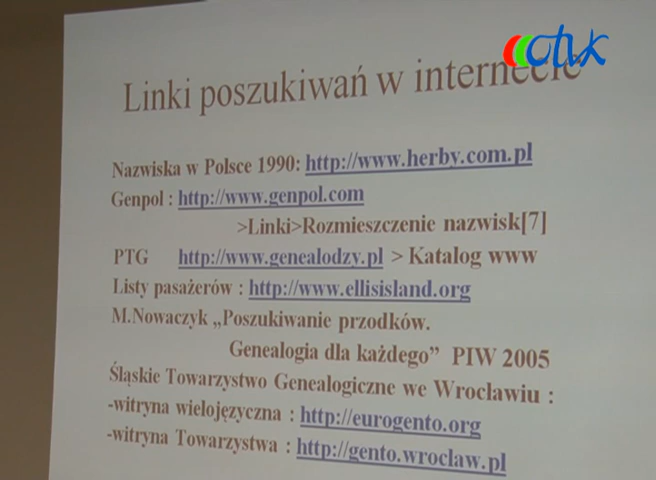 otvk
Linki poszukiwań w internecie
Nazwiska w Polsce 1990: http://www.herby.com.pl
Genpol : http://www.genpol.com
>Linki>Rozmieszczenie nazwisk[7]
PTG http://www.genealodzy.pl > Katalog www
Listy pasażerów : http://www.ellisisland.org
M.Nowaczyk „Poszukiwanie przodków.
Genealogia dla każdego” PIW 2005
Śląskie Towarzystwo Genealogiczne we Wrocławiu :
-witryna wielojęzyczna : http://eurogento.org
-witryna Towarzystwa : http://gento.wroclaw.pl